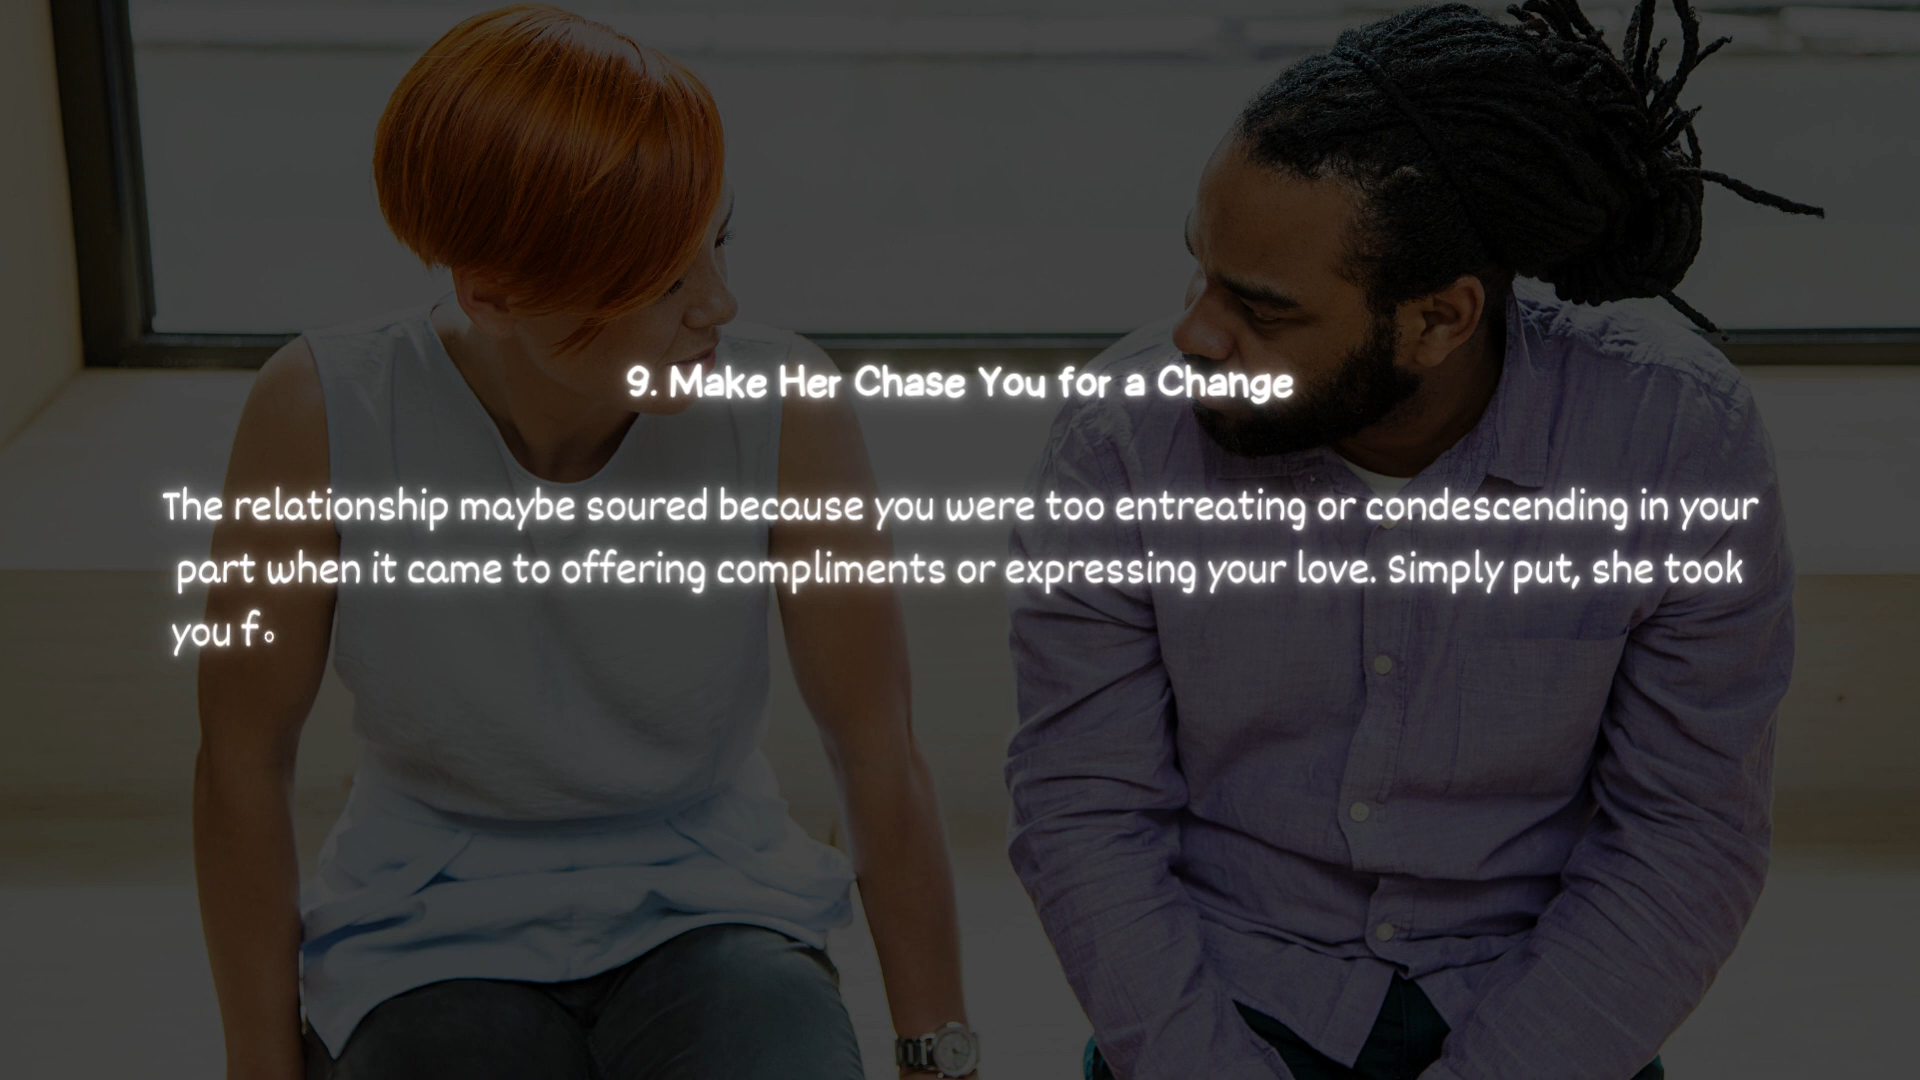 9. Make Her Chase You for a Change
The relationship maybe soured because you were too entreating or condescending in your
part when it came to offering compliments or expressing your love. Simply put, she took
you fo